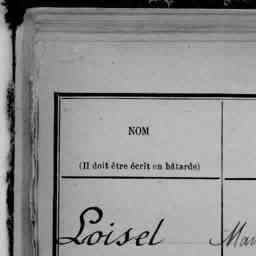 NOM
(Il doit être écrit en bâtarde)
Loisel